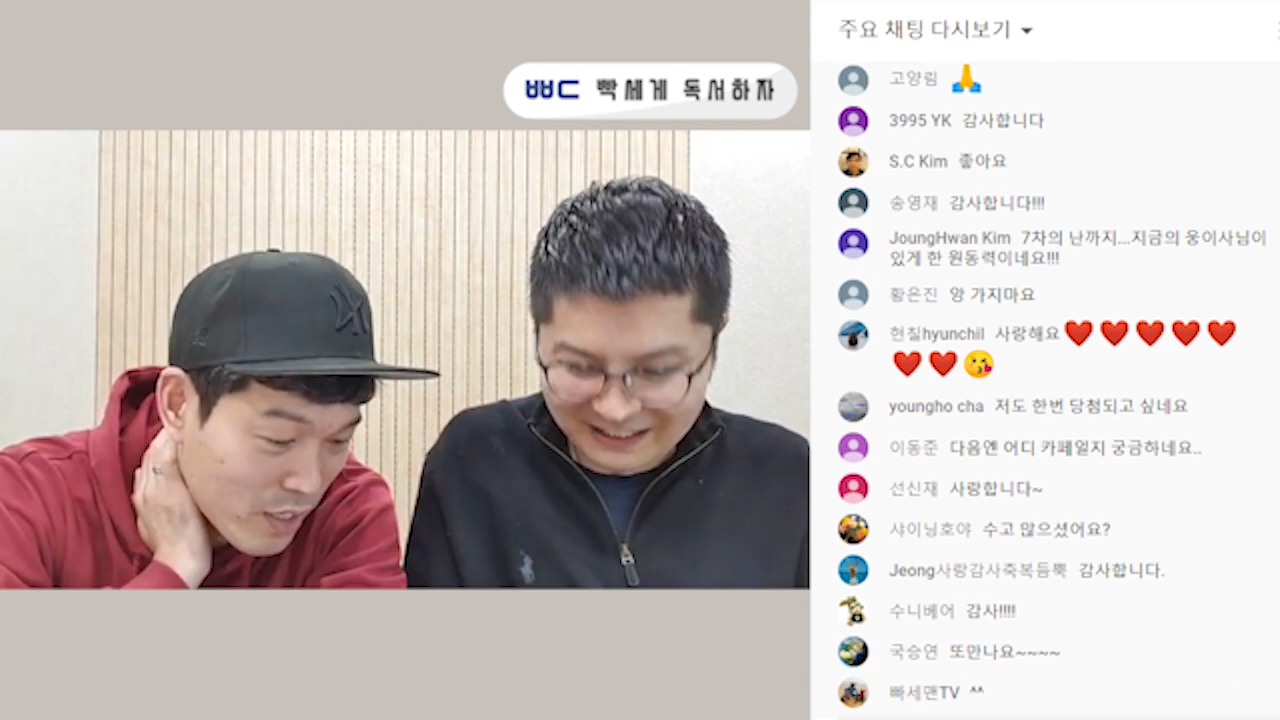 ㅃㄷ 빡세게 독서하자
주요 채팅 다시보기
고양림 🙏
3995 YK 감사합니다
S.C Kim 좋아요
송영재 감사합니다!!!
JoungHwan Kim 7차의 난까지...지금의 웅이사님이
있게 한 원동력이네요!!!
황은진 앙 가지마요
현칠hyunchil 사랑해요❤️❤️❤️❤️❤️
❤️❤️😘
youngho cha 저도 한번 당첨되고 싶네요
이동준 다음엔 어디 카페일지 궁금하네요..
선신재 사랑합니다~
샤이닝호야 수고 많으셨어요?
Jeong사랑감사축복듬뿍 감사합니다.
수니베어 감사!!!!
국승연 또만나요~~~~
빠세맨TV ^^